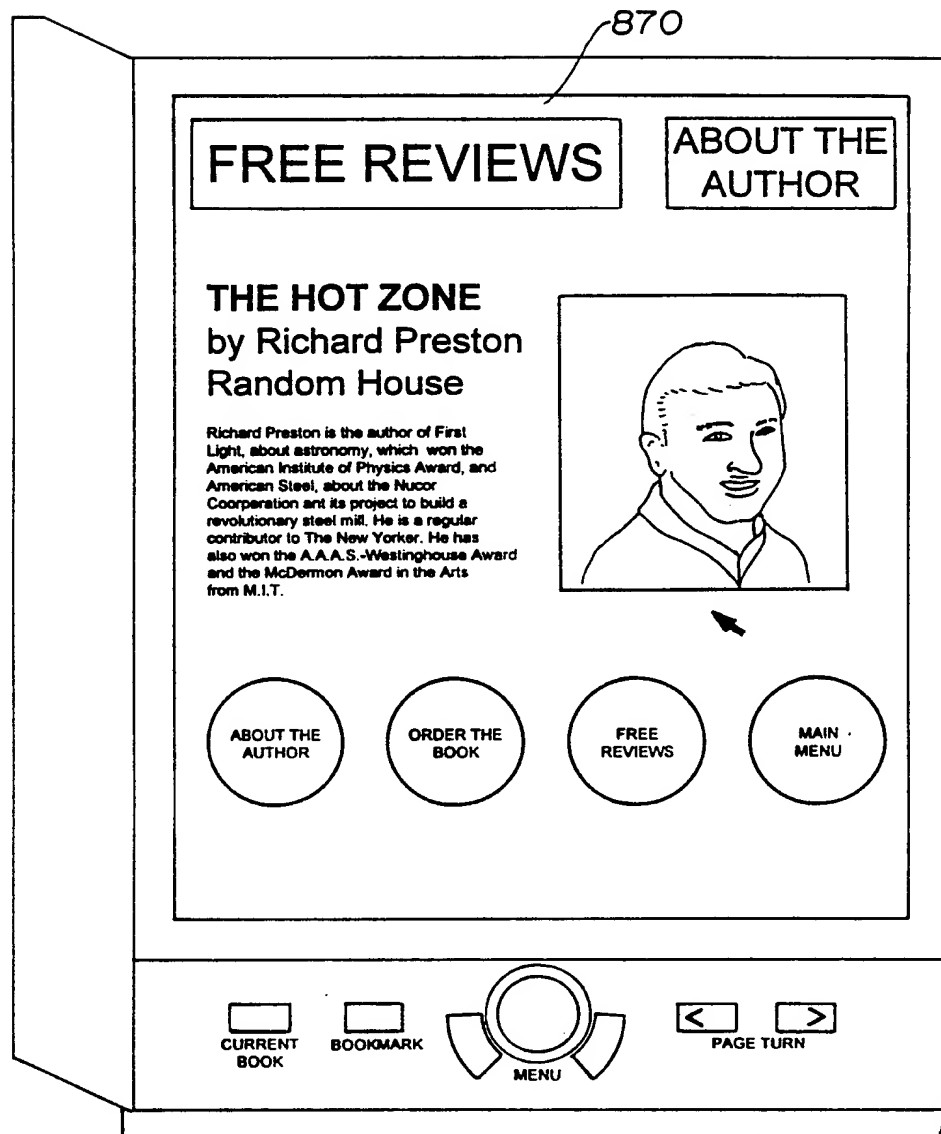 870
FREE REVIEWS
ABOUT THE
AUTHOR
THE HOT ZONE
by Richard Preston
Random House
Richard Preston is the author of First
Light, about astronomy, which won the
American Institute of Physics Award, and
American Steel, about the Nucor
Coorperation ant its project to build a
revolutionary steel mill. He is a regular
contributor to The New Yorker. He has
also won the A.A.A.S.-Westinghouse Award
and the McDermon Award in the Arts
from M.I.T.
ABOUT THE
AUTHOR
ORDER THE
BOOK
FREE
REVIEWS
MAIN
MENU
CURRENT
BOOK
BOOKMARK
MENU
< >
PAGE TURN